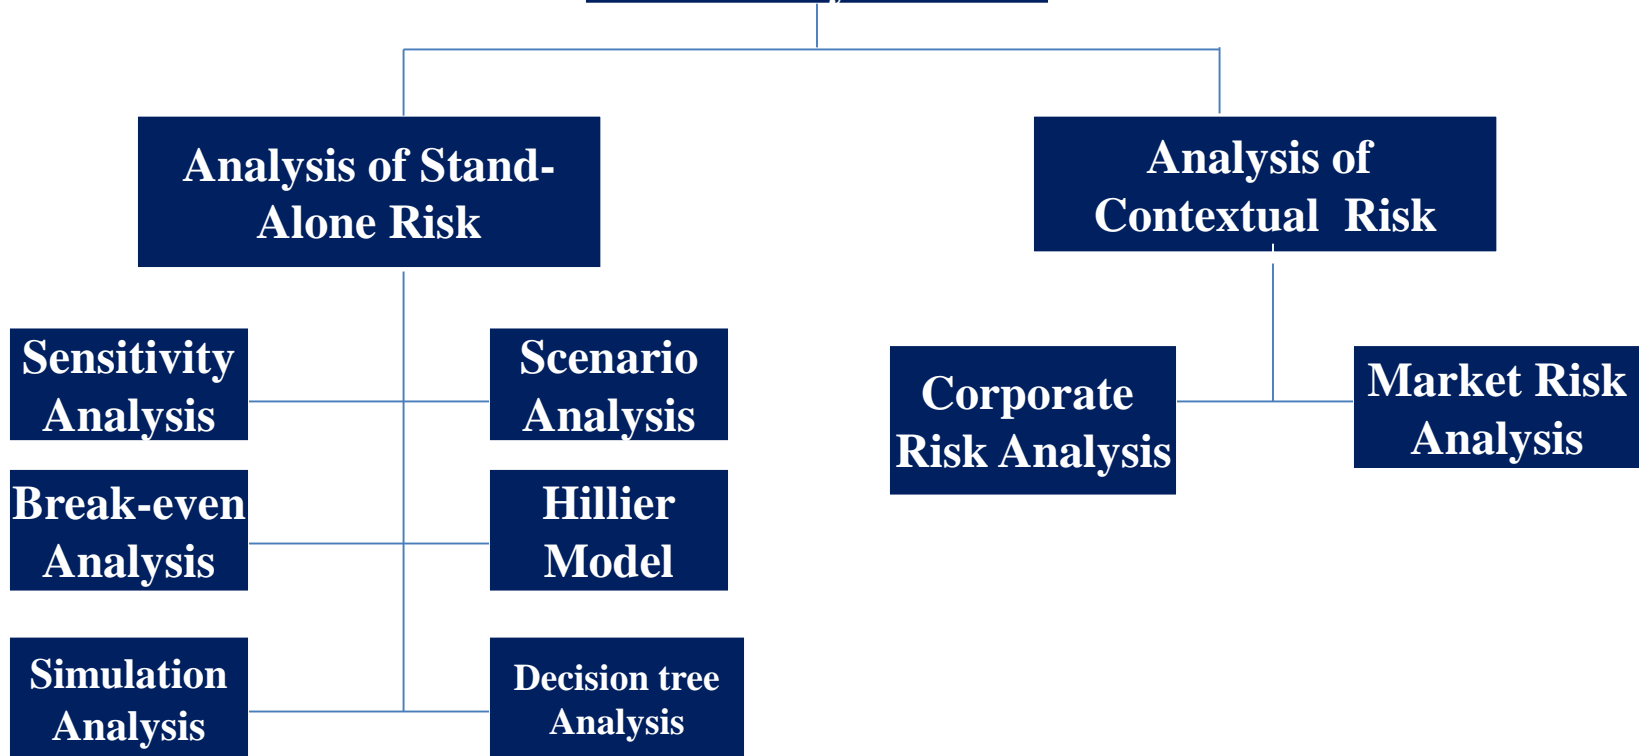 Analysis of Stand-
Alone Risk
Analysis of
Contextual Risk
Sensitivity
Analysis
Scenario
Analysis
Corporate
Risk Analysis
Market Risk
Analysis
Break-even
Analysis
Hillier
Model
Simulation
Analysis
Decision tree
Analysis